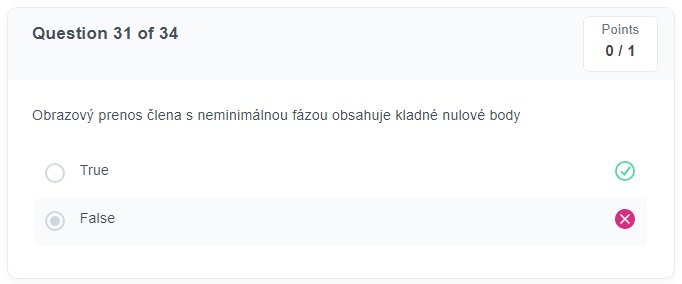 Question 31 of 34
Points
0 / 1
Obrazový prenos člena s neminimálnou fázou obsahuje kladné nulové body
True
False